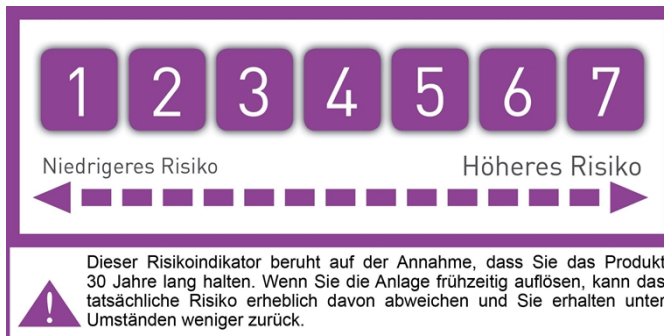 1 2 3 4 5 6 7
Niedrigeres Risiko Höheres Risiko
Dieser Risikoindikator beruht auf der Annahme, dass Sie das Produkt
30 Jahre lang halten. Wenn Sie die Anlage frühzeitig auflösen, kann das
tatsächliche Risiko erheblich davon abweichen und Sie erhalten unter
Umständen weniger zurück.